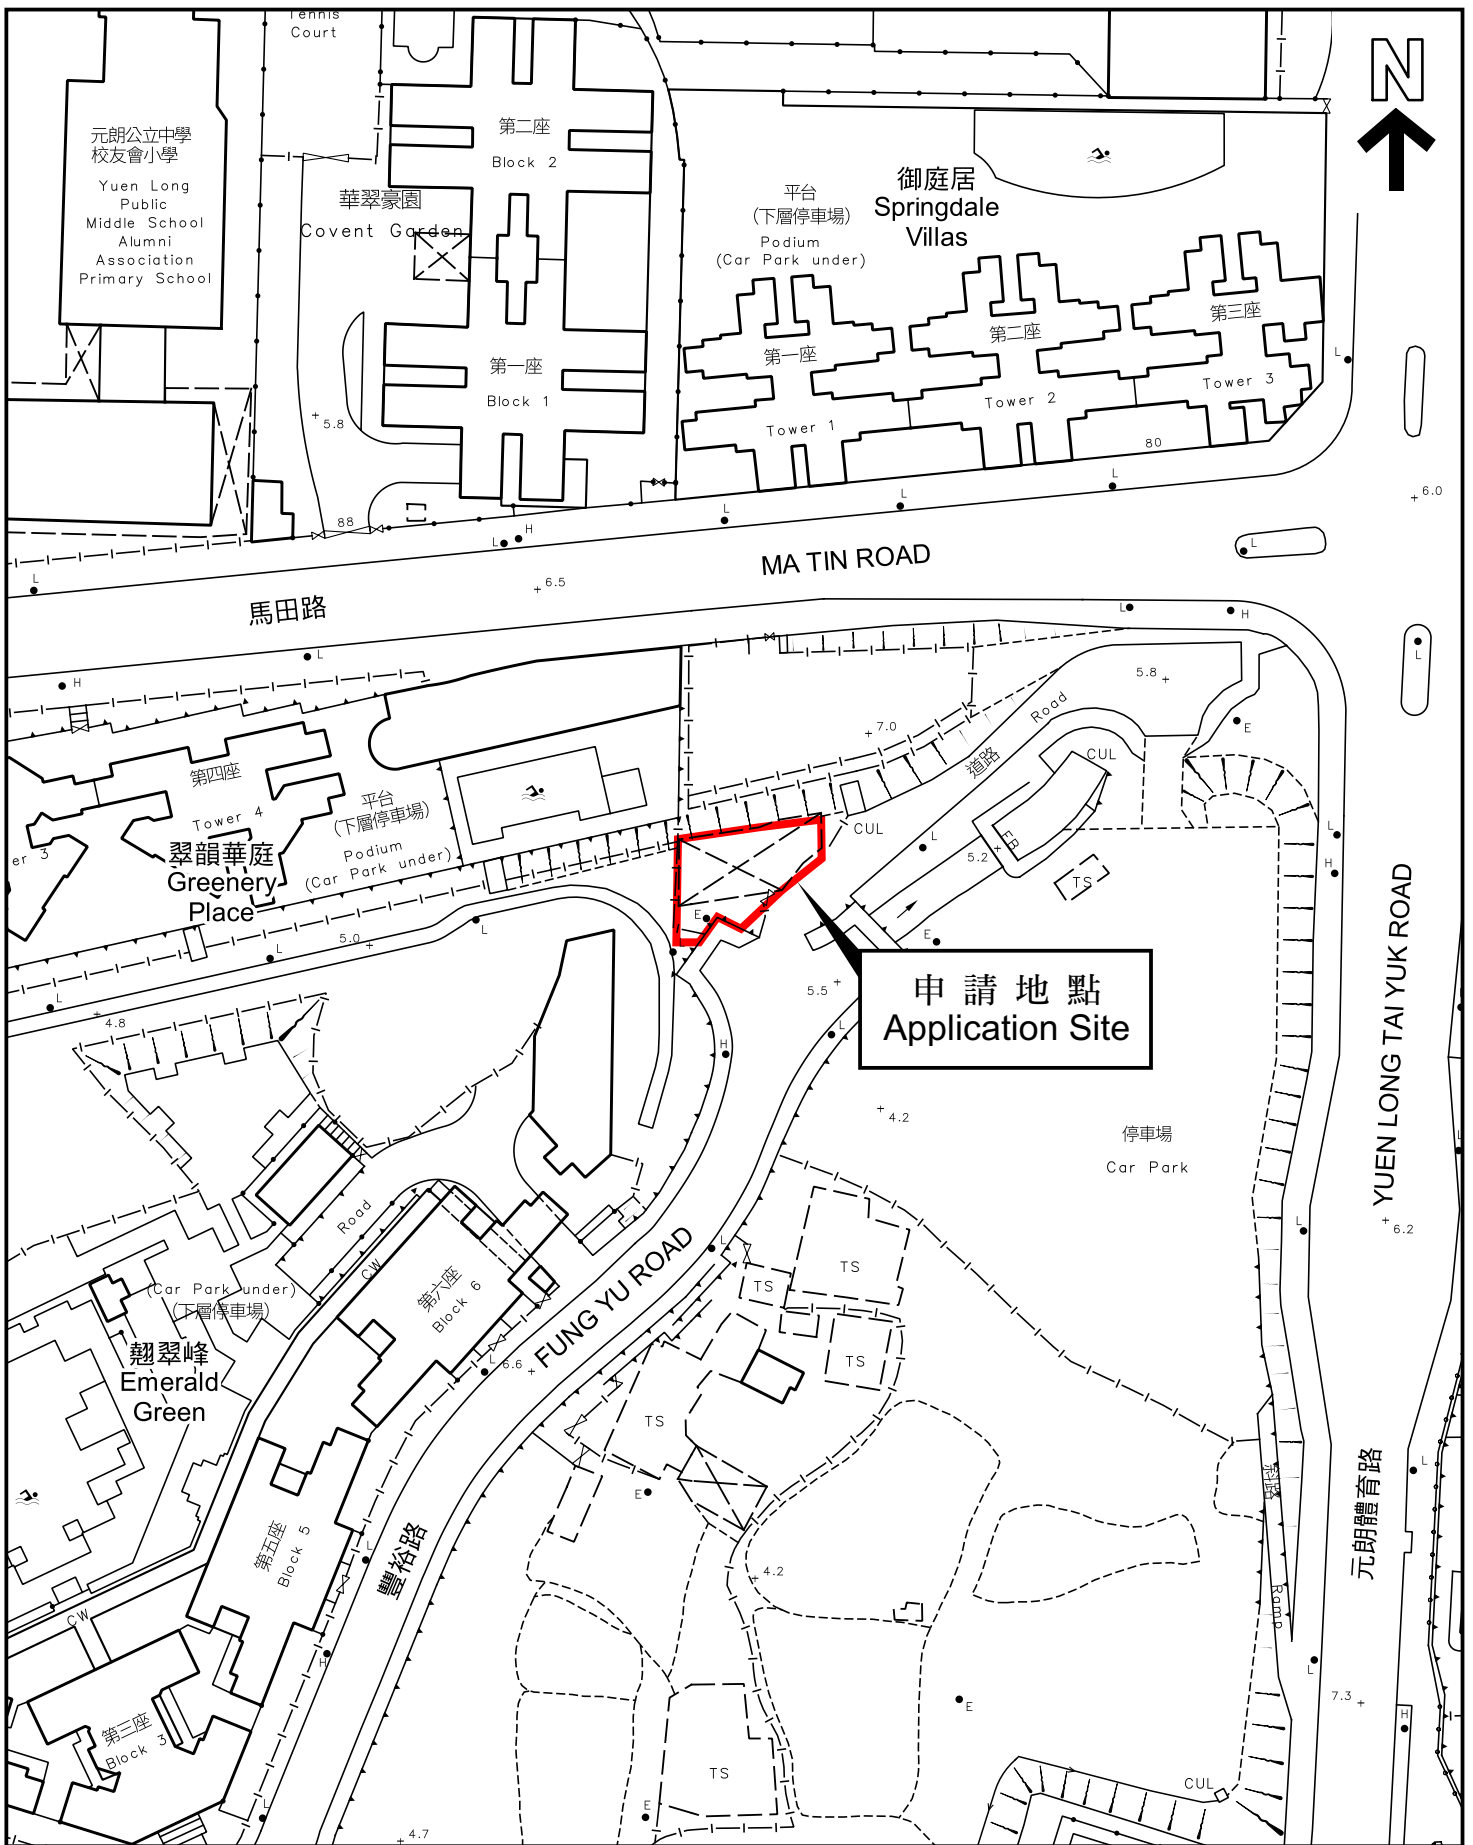 Tennis
Court
N
元朗公立中學
校友會小學
Yuen Long
Public
Middle School
Alumni
Association
Primary School
華翠豪園
Covent Garden
第二座
Block 2
第一座
Block 1
平台
(下層停車場)
Podium
(Car Park under)
御庭居
Springdale
Villas
第一座
Tower 1
第二座
Tower 2
第三座
Tower 3
80
5.8
88
L
H
L
L
L
L
6.0
L
L
6.5
MA TIN ROAD
馬田路
L
H
L
H
L
5.8
7.0
道路
Road
E
CUL
第四座
Tower 4
er 3
翠韻華庭
Greenery
Place
平台
(下層停車場)
Podium
(Car Park under)
CUL
L
5.2
ER
TS
L
H
E
E
5.0
L
L
L
4.8
5.5
L
H
申請地點
Application Site
YUEN LONG TAI YUK ROAD
4.2
停車場
Car Park
L
L
6.2
L
Road
CW
(Car Park under)
(下層停車場)
翹翠峰
Emerald
Green
第六座
Block 6
L
6.6
FUNG YU ROAD
L
TS
TS
TS
TS
E
第五座
Block 5
L
豐裕路
4.2
斜路
Ramp
元朗體育路
L
CW
H
L
7.3
H
E
第三座
Block 3
TS
E
CUL
L
4.7